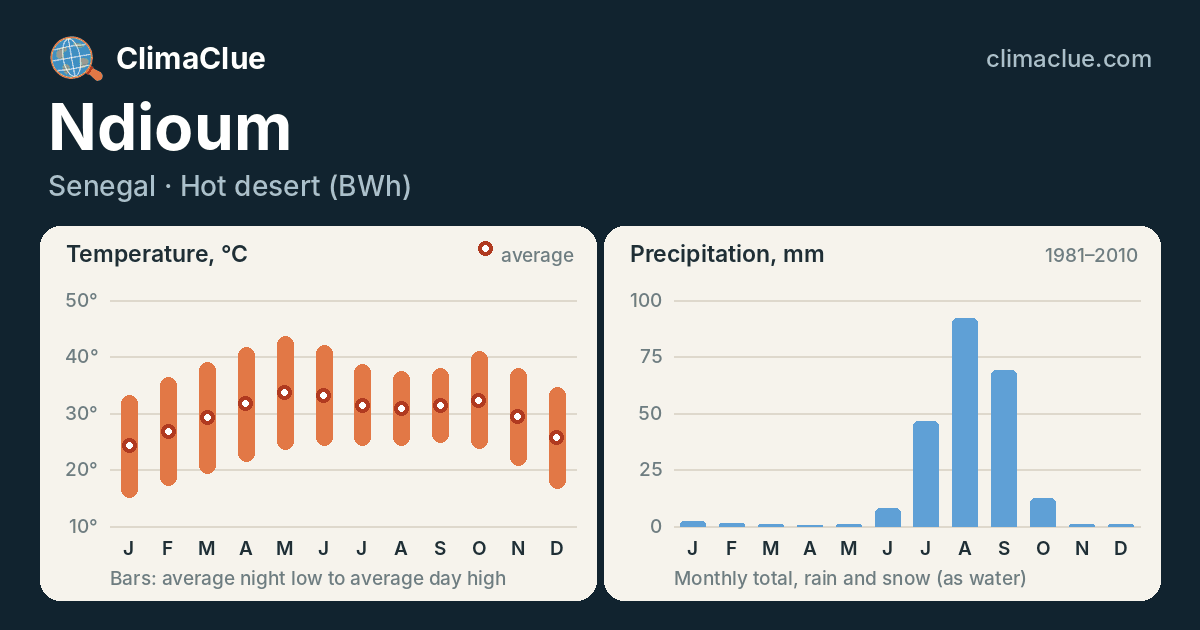 ClimaClue
climaclue.com
Ndioum
Senegal · Hot desert (BWh)
Temperature, °C
average
50°
40°
30°
20°
10°
J F M A M J J A S O N D
Bars: average night low to average day high
Precipitation, mm
1981–2010
100
75
50
25
0
J F M A M J J A S O N D
Monthly total, rain and snow (as water)